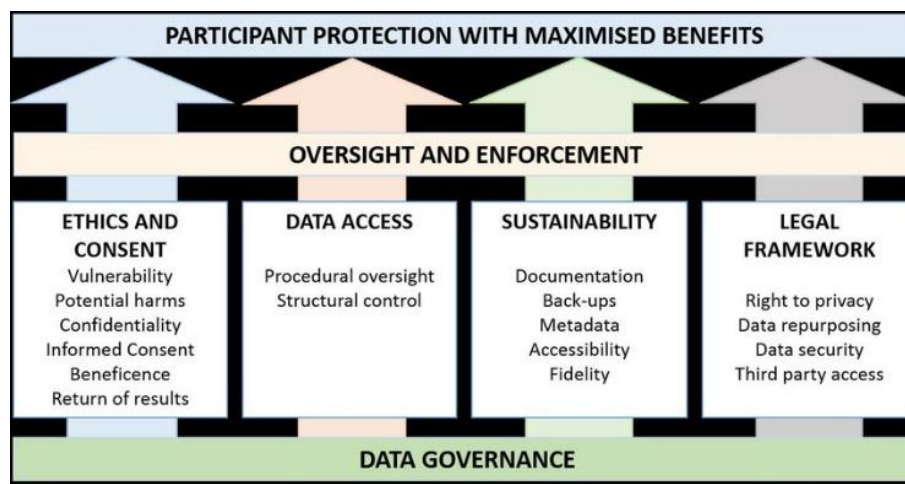 PARTICIPANT PROTECTION WITH MAXIMISED BENEFITS
OVERSIGHT AND ENFORCEMENT
ETHICS AND
CONSENT
Vulnerability
Potential harms
Confidentiality
Informed Consent
Beneficence
Return of results
DATA ACCESS
Procedural oversight
Structural control
SUSTAINABILITY
Documentation
Back-ups
Metadata
Accessibility
Fidelity
LEGAL
FRAMEWORK
Right to privacy
Data repurposing
Data security
Third party access
DATA GOVERNANCE